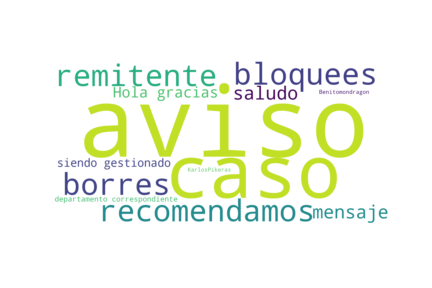 remitente bloquees
Hola gracias saludo Benitomondragon
aviso
siendo gestionado KarlosPikeras
borres caso
departamento correspondiente
recomendamos mensaje